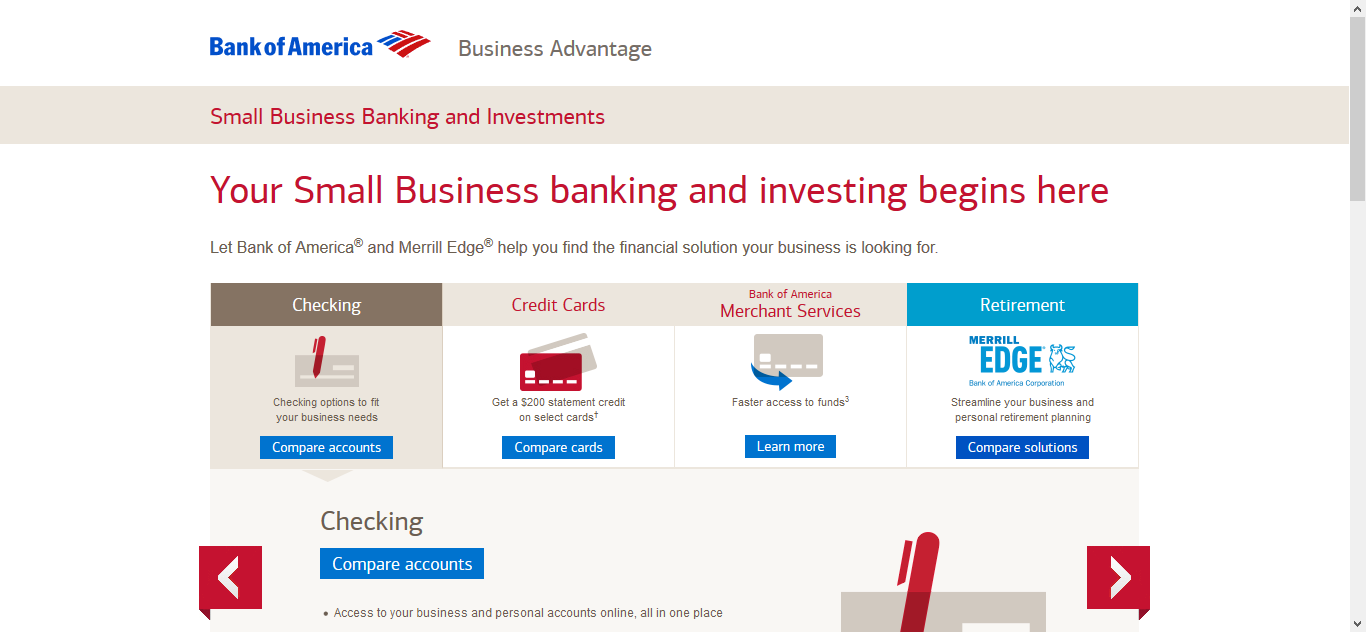 Bank of America
Business Advantage
Small Business Banking and Investments
Your Small Business banking and investing begins here
Let Bank of America® and Merrill Edge® help you find the financial solution your business is looking for.
Checking
Checking options to fit
your business needs
Compare accounts
Credit Cards
Get a $200 statement credit
on select cards†
Compare cards
Bank of America
Merchant Services
Faster access to funds3
Learn more
Retirement
MERRILL
EDGE®
Bank of America Corporation
Streamline your business and
personal retirement planning
Compare solutions
Checking
Compare accounts
• Access to your business and personal accounts online, all in one place